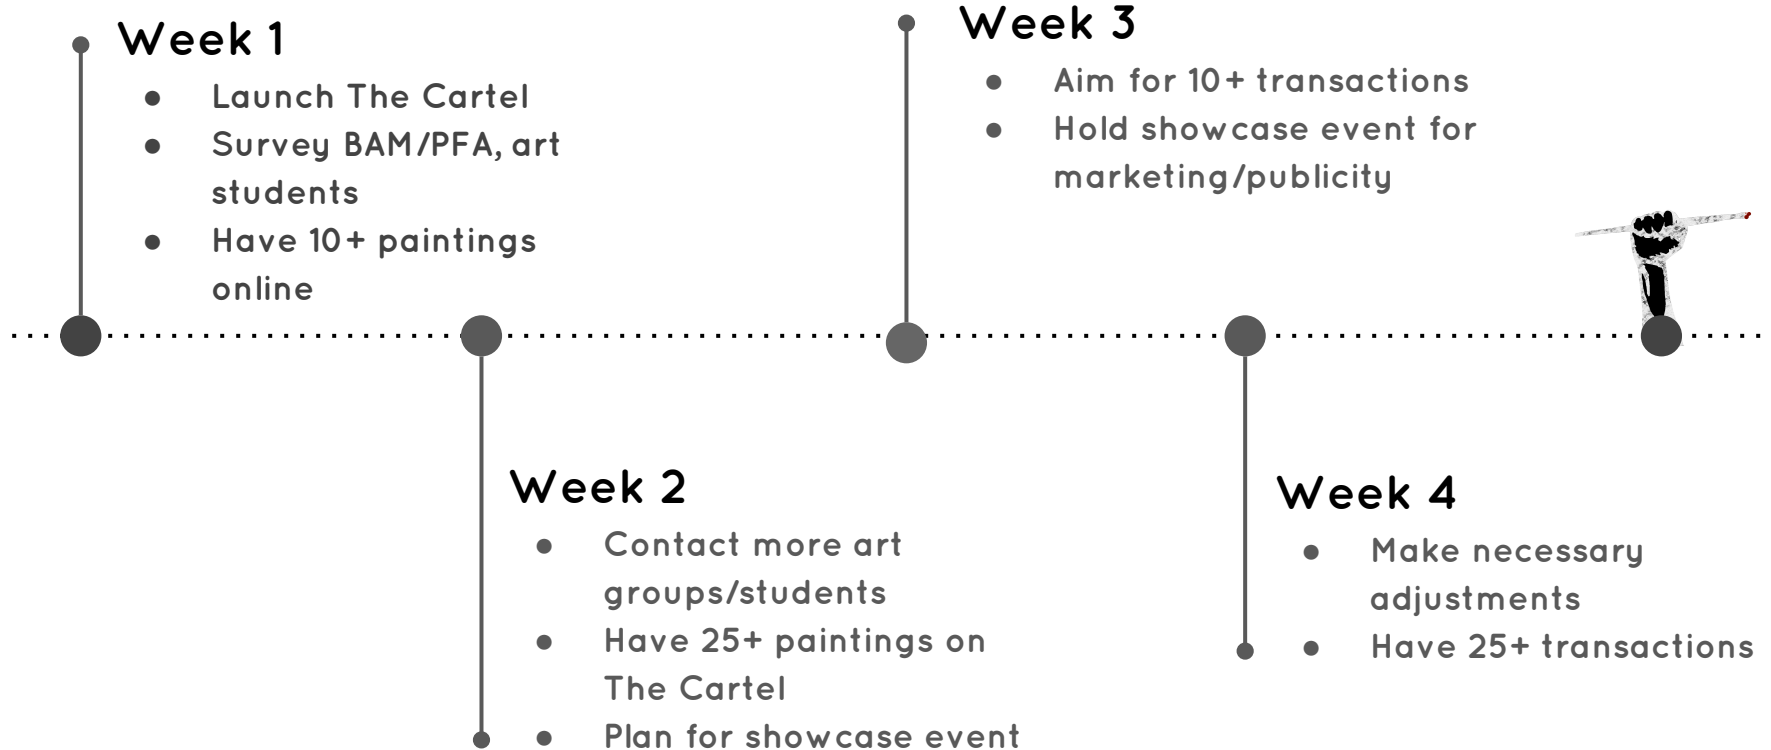 Week 1
● Launch The Cartel
● Survey BAM/PFA, art
students
● Have 10+ paintings
online
Week 2
● Contact more art
groups/students
● Have 25+ paintings on
The Cartel
● Plan for showcase event
Week 3
● Aim for 10+ transactions
● Hold showcase event for
marketing/publicity
Week 4
● Make necessary
adjustments
● Have 25+ transactions